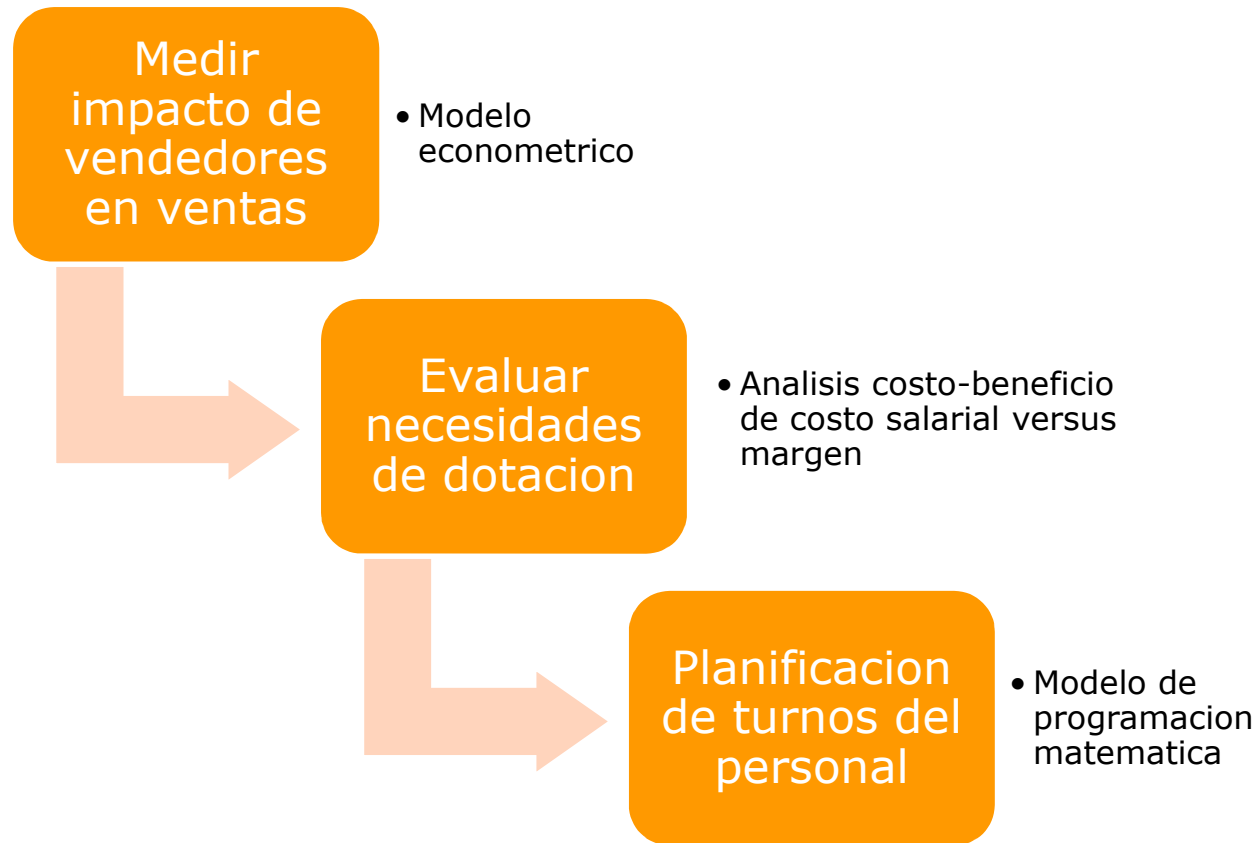 Medir
impacto de
vendedores
en ventas
• Modelo
econometrico
Evaluar
necesidades
de dotacion
• Analisis costo-beneficio
de costo salarial versus
margen
Planificacion
de turnos del
personal
• Modelo de
programacion
matematica